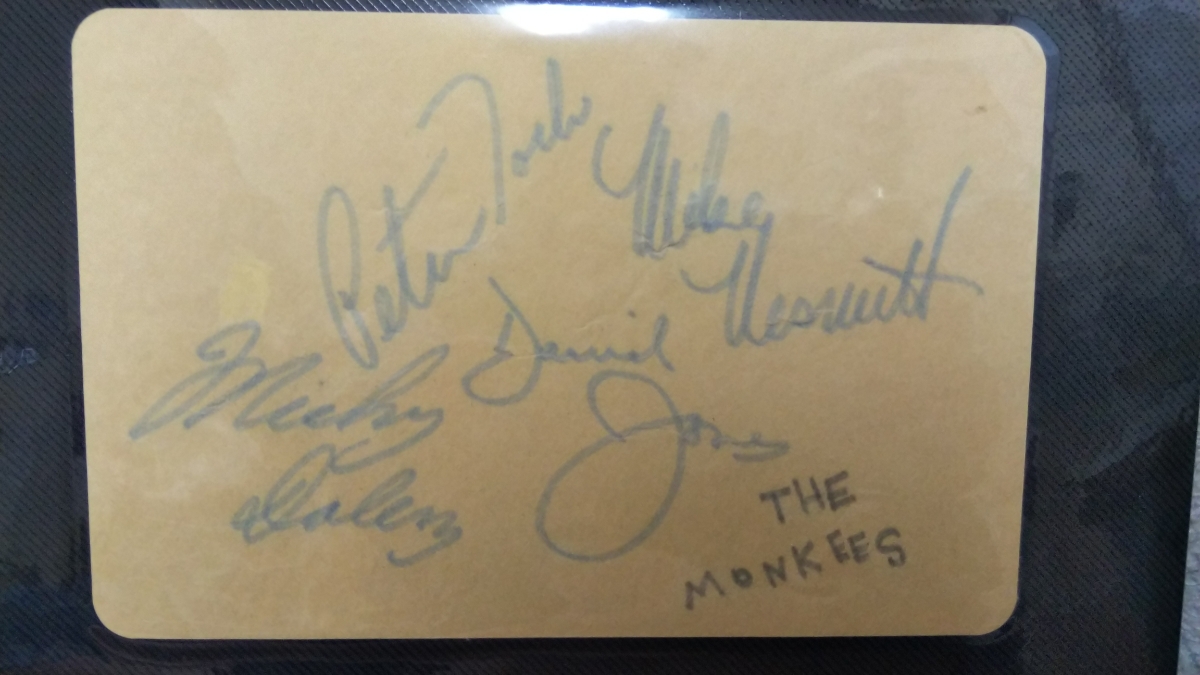 Peter Tork
Mike
Nesmith
David
Jones
Micky
Dolenz
THE
MONKEES